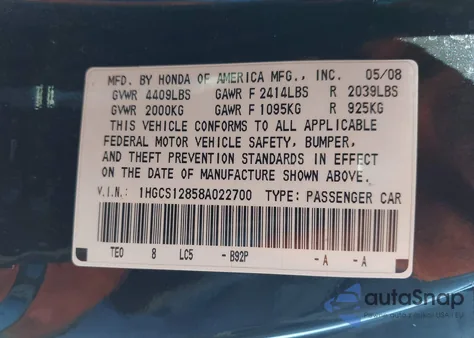 MFD. BY HONDA OF AMERICA MFG., INC. 05/08
GVWR 4409LBS GAWR F 2414LBS R 2039LBS
GVWR 2000KG GAWR F 1095KG R 925KG
THIS VEHICLE CONFORMS TO ALL APPLICABLE
FEDERAL MOTOR VEHICLE SAFETY, BUMPER,
AND THEFT PREVENTION STANDARDS IN EFFECT
ON THE DATE OF MANUFACTURE SHOWN ABOVE.
V.I.N.: 1HGCS12858A022700 TYPE: PASSENGER CAR
TE0 8 LC5 - B92P - A - A
autoSnap